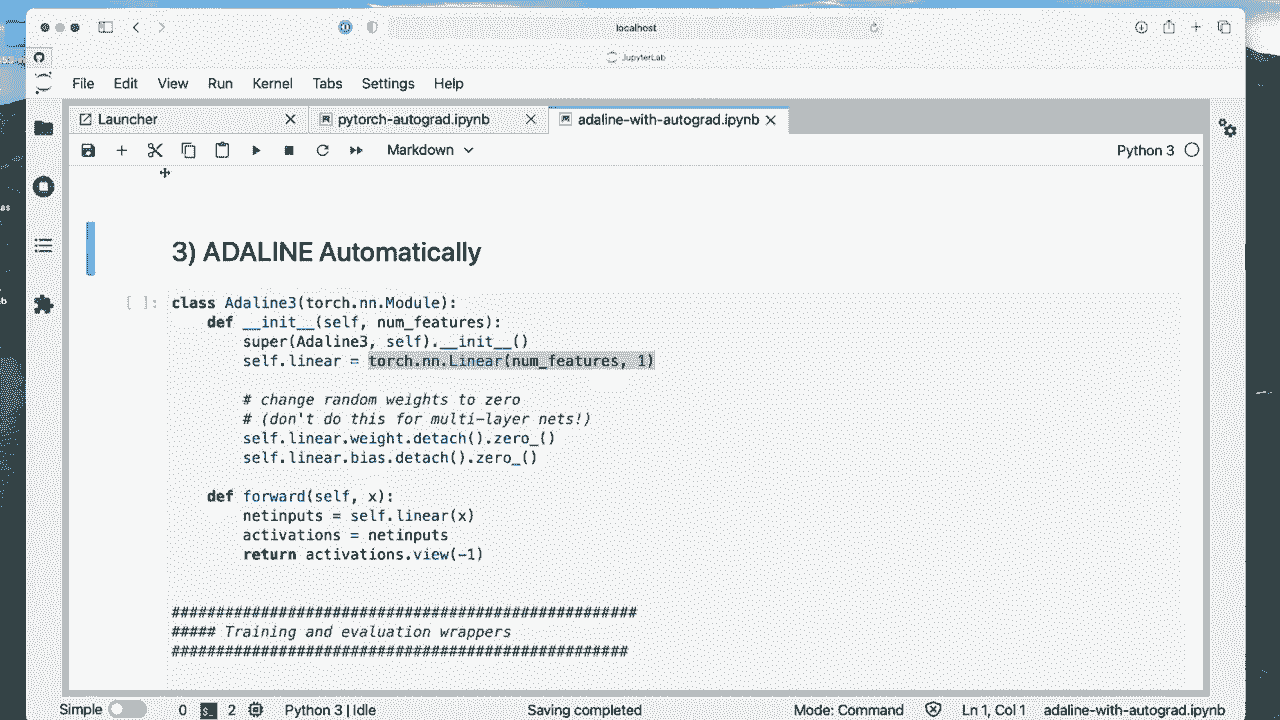 localhost
JupyterLab
File Edit View Run Kernel Tabs Settings Help
Launcher pytorch-autograd.ipynb adaline-with-autograd.ipynb
Markdown Python 3
3) ADALINE Automatically
[ ]: class Adaline3(torch.nn.Module):
def __init__(self, num_features):
super(Adaline3, self).__init__()
self.linear = torch.nn.Linear(num_features, 1)
# change random weights to zero
# (don't do this for multi-layer nets!)
self.linear.weight.detach().zero_()
self.linear.bias.detach().zero_()
def forward(self, x):
netinputs = self.linear(x)
activations = netinputs
return activations.view(-1)
####################################################
##### Training and evaluation wrappers
###################################################
Simple 0 2 Python 3 | Idle Saving completed Mode: Command Ln 1, Col 1 adaline-with-autograd.ipynb